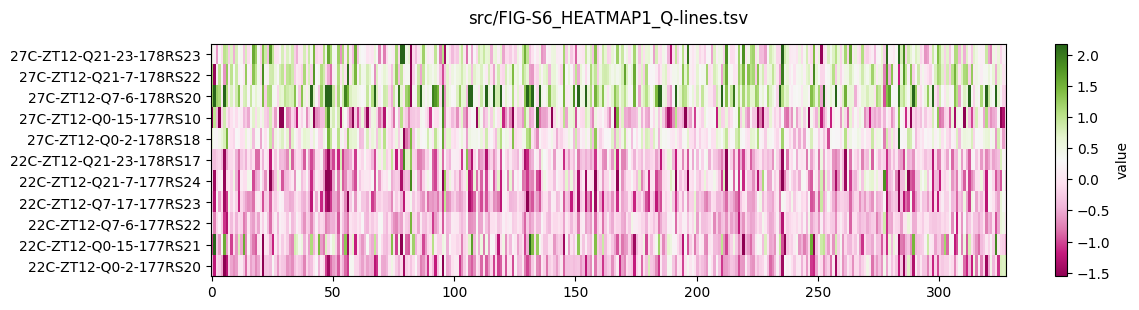 src/FIG-S6_HEATMAP1_Q-lines.tsv
27C-ZT12-Q21-23-178RS23
27C-ZT12-Q21-7-178RS22
27C-ZT12-Q7-6-178RS20
27C-ZT12-Q0-15-177RS10
27C-ZT12-Q0-2-178RS18
22C-ZT12-Q21-23-178RS17
22C-ZT12-Q21-7-177RS24
22C-ZT12-Q7-17-177RS23
22C-ZT12-Q7-6-177RS22
22C-ZT12-Q0-15-177RS21
22C-ZT12-Q0-2-177RS20
0 50 100 150 200 250 300
2.0
1.5
1.0
0.5
0.0
−0.5
−1.0
−1.5
value